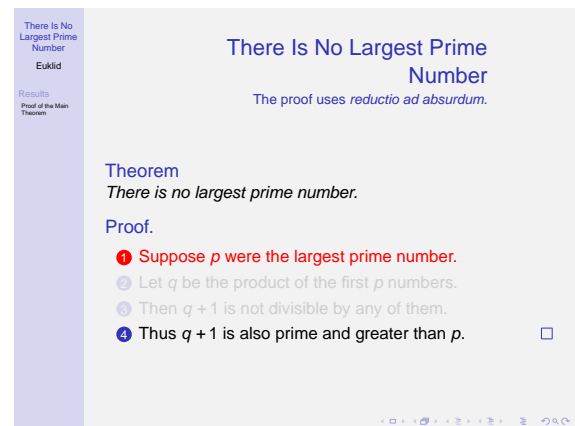 There Is No
Largest Prime
Number
Euklid
Results
Proof of the Main
Theorem
There Is No Largest Prime
Number
The proof uses reductio ad absurdum.
Theorem
There is no largest prime number.
Proof.
1 Suppose p were the largest prime number.
2 Let q be the product of the first p numbers.
3 Then q + 1 is not divisible by any of them.
4 Thus q + 1 is also prime and greater than p.